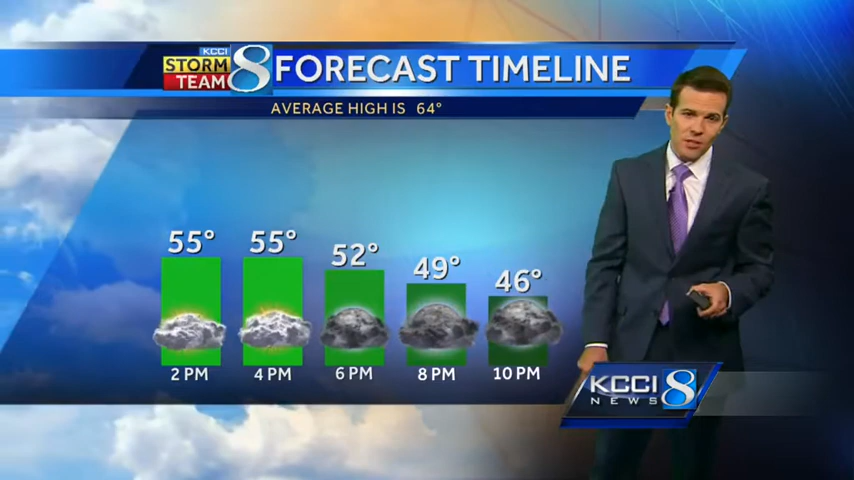 KCCI
STORM
TEAM
8
FORECAST TIMELINE
AVERAGE HIGH IS 64°
55° 55° 52° 49° 46°
2 PM 4 PM 6 PM 8 PM 10 PM
KCCI 8
NEWS